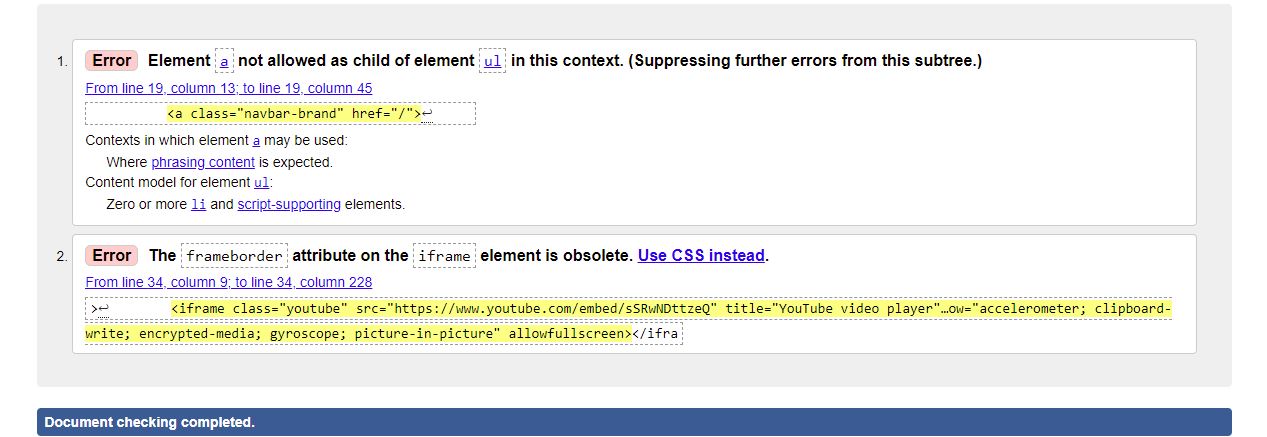 1. Error Element a not allowed as child of element ul in this context. (Suppressing further errors from this subtree.)
From line 19, column 13; to line 19, column 45
<a class="navbar-brand" href="/">↩
Contexts in which element a may be used:
Where phrasing content is expected.
Content model for element ul:
Zero or more li and script-supporting elements.
2. Error The frameborder attribute on the iframe element is obsolete. Use CSS instead.
From line 34, column 9; to line 34, column 228
>↩ <iframe class="youtube" src="https://www.youtube.com/embed/sSRwNDttzeQ" title="YouTube video player"…ow="accelerometer; clipboard-
write; encrypted-media; gyroscope; picture-in-picture" allowfullscreen></ifra
Document checking completed.